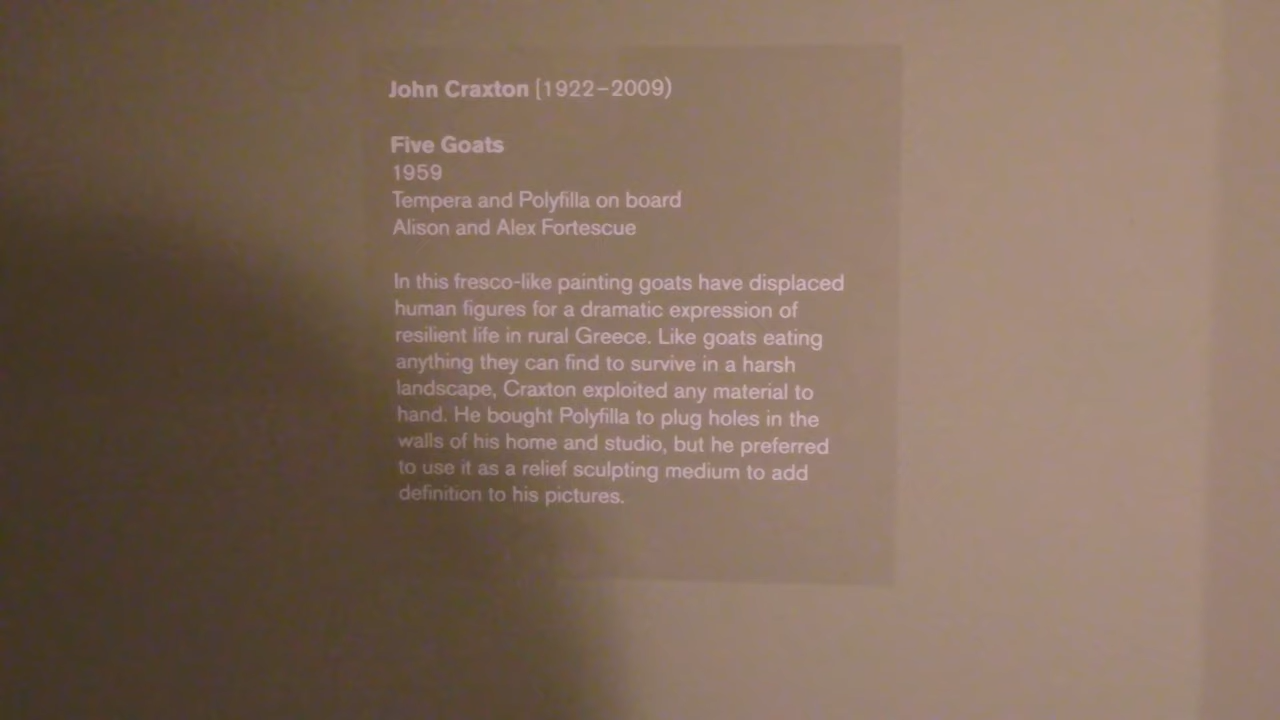 John Craxton (1922–2009)
Five Goats
1959
Tempera and Polyfilla on board
Alison and Alex Fortescue
In this fresco-like painting goats have displaced
human figures for a dramatic expression of
resilient life in rural Greece. Like goats eating
anything they can find to survive in a harsh
landscape, Craxton exploited any material to
hand. He bought Polyfilla to plug holes in the
walls of his home and studio, but he preferred
to use it as a relief sculpting medium to add
definition to his pictures.